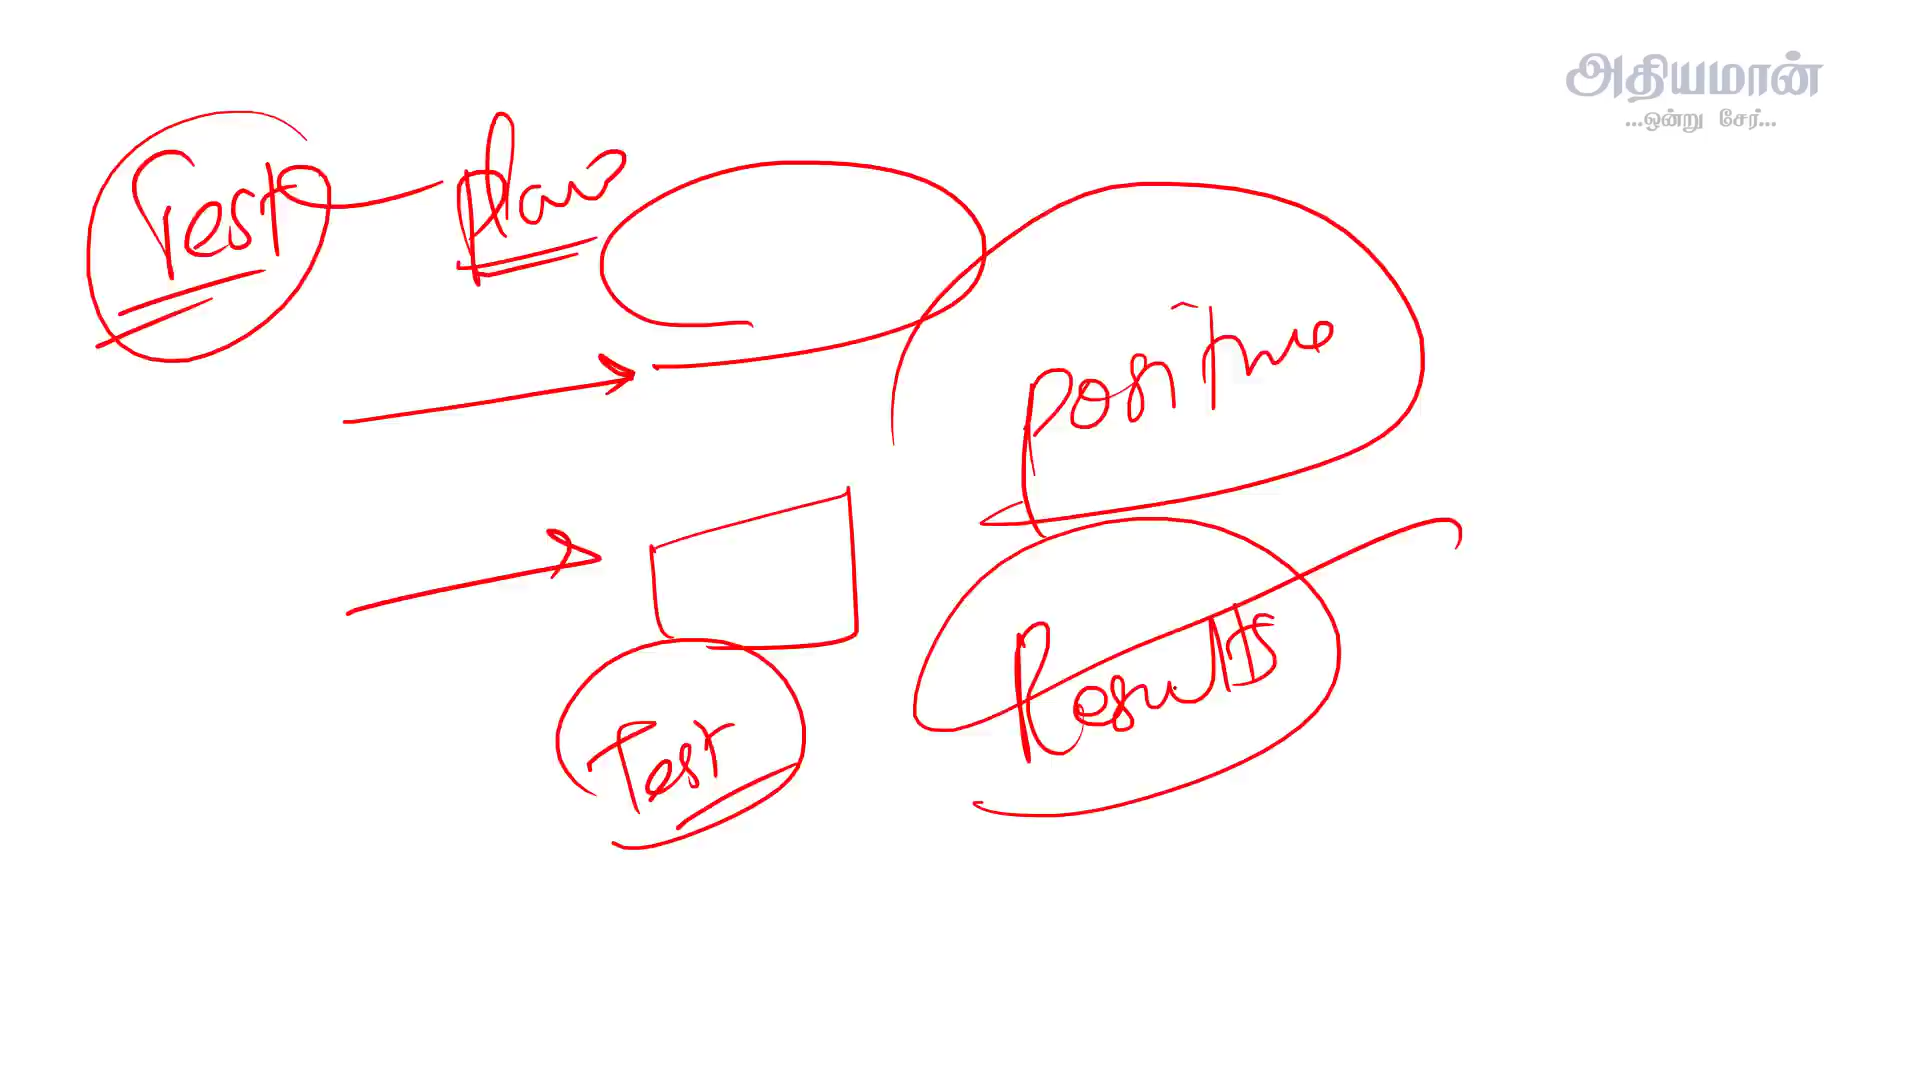 அதியமான்
...ஒன்று சேர்...
Test Plan
positive
Results
Test